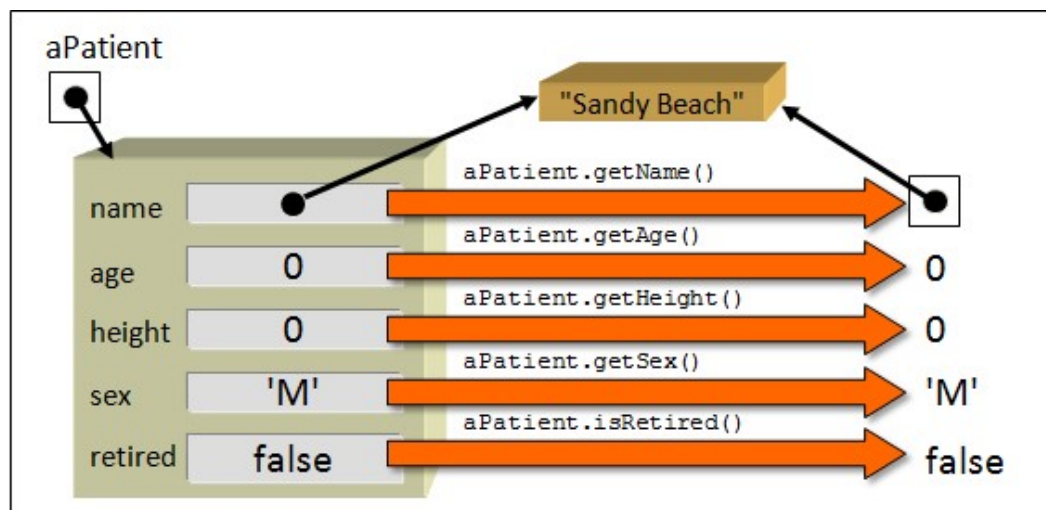 aPatient
"Sandy Beach"
name
aPatient.getName()
age
0
aPatient.getAge()
0
height
0
aPatient.getHeight()
0
sex
'M'
aPatient.getSex()
'M'
retired
false
aPatient.isRetired()
false